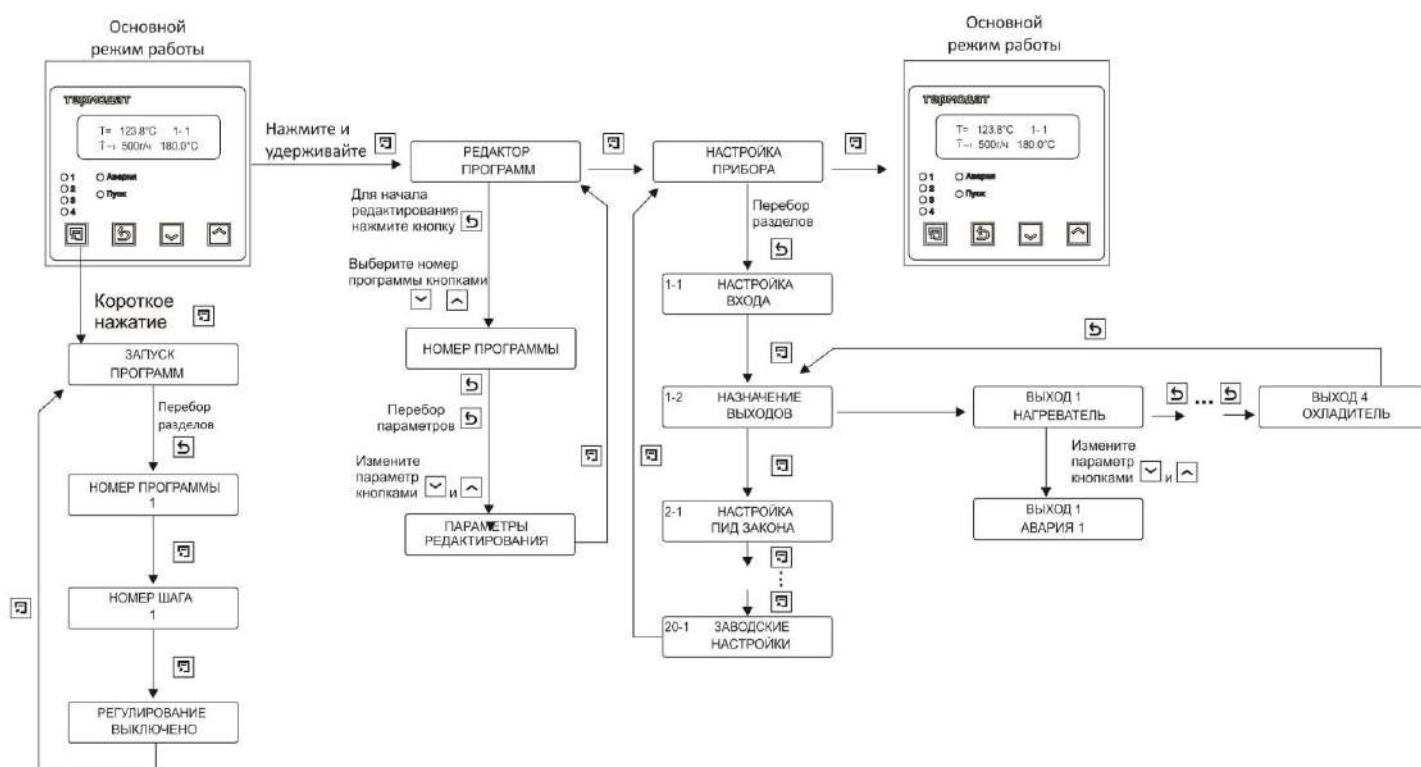 Основной
режим работы
термодат
T= 123.8°C 1- 1
T→ 500г/ч 180.0°C
1
2
3
4
Авария
Пуск
Короткое
нажатие
ЗАПУСК
ПРОГРАММ
Перебор
разделов
НОМЕР ПРОГРАММЫ
1
НОМЕР ШАГА
1
РЕГУЛИРОВАНИЕ
ВЫКЛЮЧЕНО
Нажмите и
удерживайте
РЕДАКТОР
ПРОГРАММ
Для начала
редактирования
нажмите кнопку
Выберите номер
программы кнопками
НОМЕР ПРОГРАММЫ
Перебор
параметров
Измените
параметр
кнопками и
ПАРАМЕТРЫ
РЕДАКТИРОВАНИЯ
НАСТРОЙКА
ПРИБОРА
Перебор
разделов
1-1 НАСТРОЙКА
ВХОДА
1-2 НАЗНАЧЕНИЕ
ВЫХОДОВ
2-1 НАСТРОЙКА
ПИД ЗАКОНА
20-1 ЗАВОДСКИЕ
НАСТРОЙКИ
ВЫХОД 1
НАГРЕВАТЕЛЬ
...
ВЫХОД 4
ОХЛАДИТЕЛЬ
Измените
параметр
кнопками и
ВЫХОД 1
АВАРИЯ 1
Основной
режим работы
термодат
T= 123.8°C 1- 1
T→ 500г/ч 180.0°C
1
2
3
4
Авария
Пуск